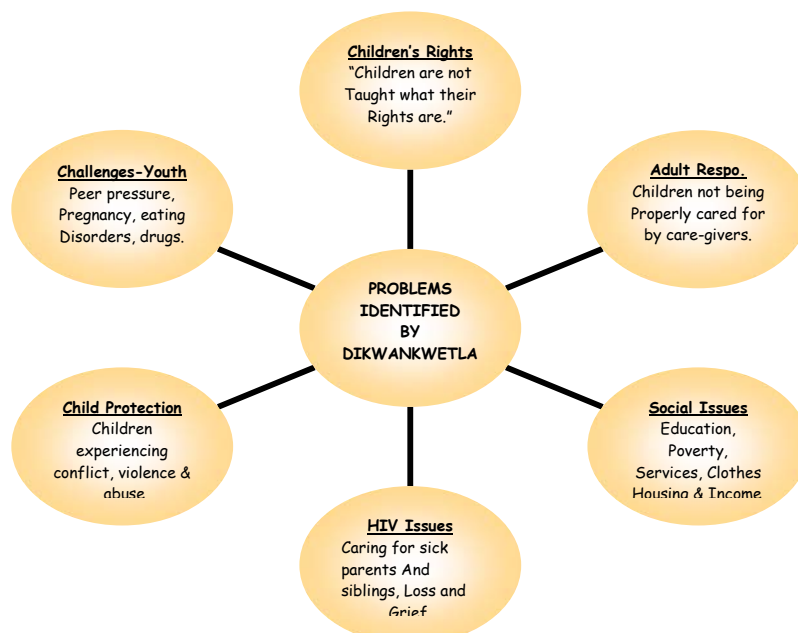 Children's Rights
"Children are not
Taught what their
Rights are."
Challenges-Youth
Peer pressure,
Pregnancy, eating
Disorders, drugs.
Adult Respo.
Children not being
Properly cared for
by care-givers.
PROBLEMS
IDENTIFIED
BY
DIKWANKWETLA
Child Protection
Children
experiencing
conflict, violence &
abuse
Social Issues
Education,
Poverty,
Services, Clothes
Housing & Income
HIV Issues
Caring for sick
parents And
siblings, Loss and
Grief